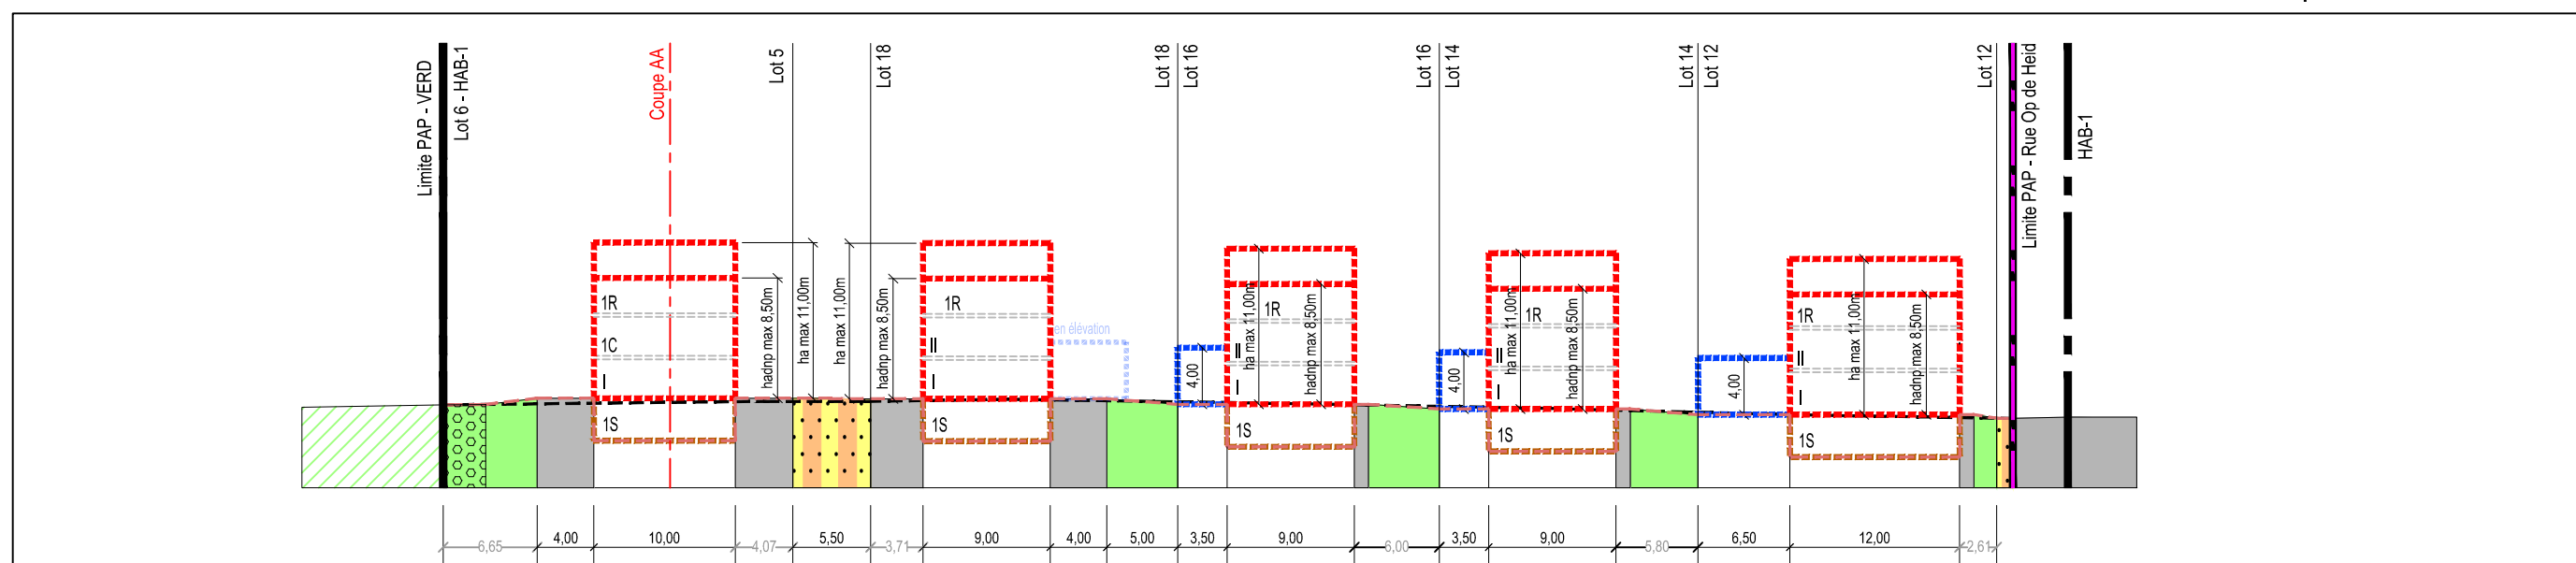 Limite PAP - VERD
Lot 6 - HAB-1
Coupe AA
Lot 5
Lot 18
Lot 18
Lot 16
Lot 16
Lot 14
Lot 14
Lot 12
Lot 12
Limite PAP - Rue Op de Heid
HAB-1
1R
1C
I
1S
hadnp max 8,50m
ha max 11,00m
ha max 11,00m
hadnp max 8,50m
1R
II
I
1S
en élévation
4,00
1R
II
I
1S
ha max 11,00m
hadnp max 8,50m
4,00
1R
II
I
1S
ha max 11,00m
hadnp max 8,50m
4,00
1R
II
I
1S
ha max 11,00m
hadnp max 8,50m
6,65 4,00 10,00 4,07 5,50 3,71 9,00 4,00 5,00 3,50 9,00 6,00 3,50 9,00 5,80 6,50 12,00 2,61